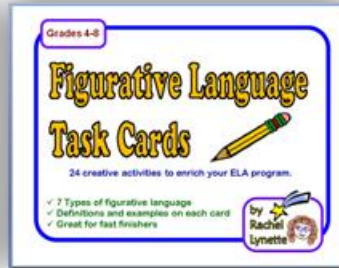 Grades 4-8
Figurative Language
Task Cards
24 creative activities to enrich your ELA program.
✓ 7 Types of figurative language
✓ Definitions and examples on each card
✓ Great for fast finishers
by
Rachel
Lynette